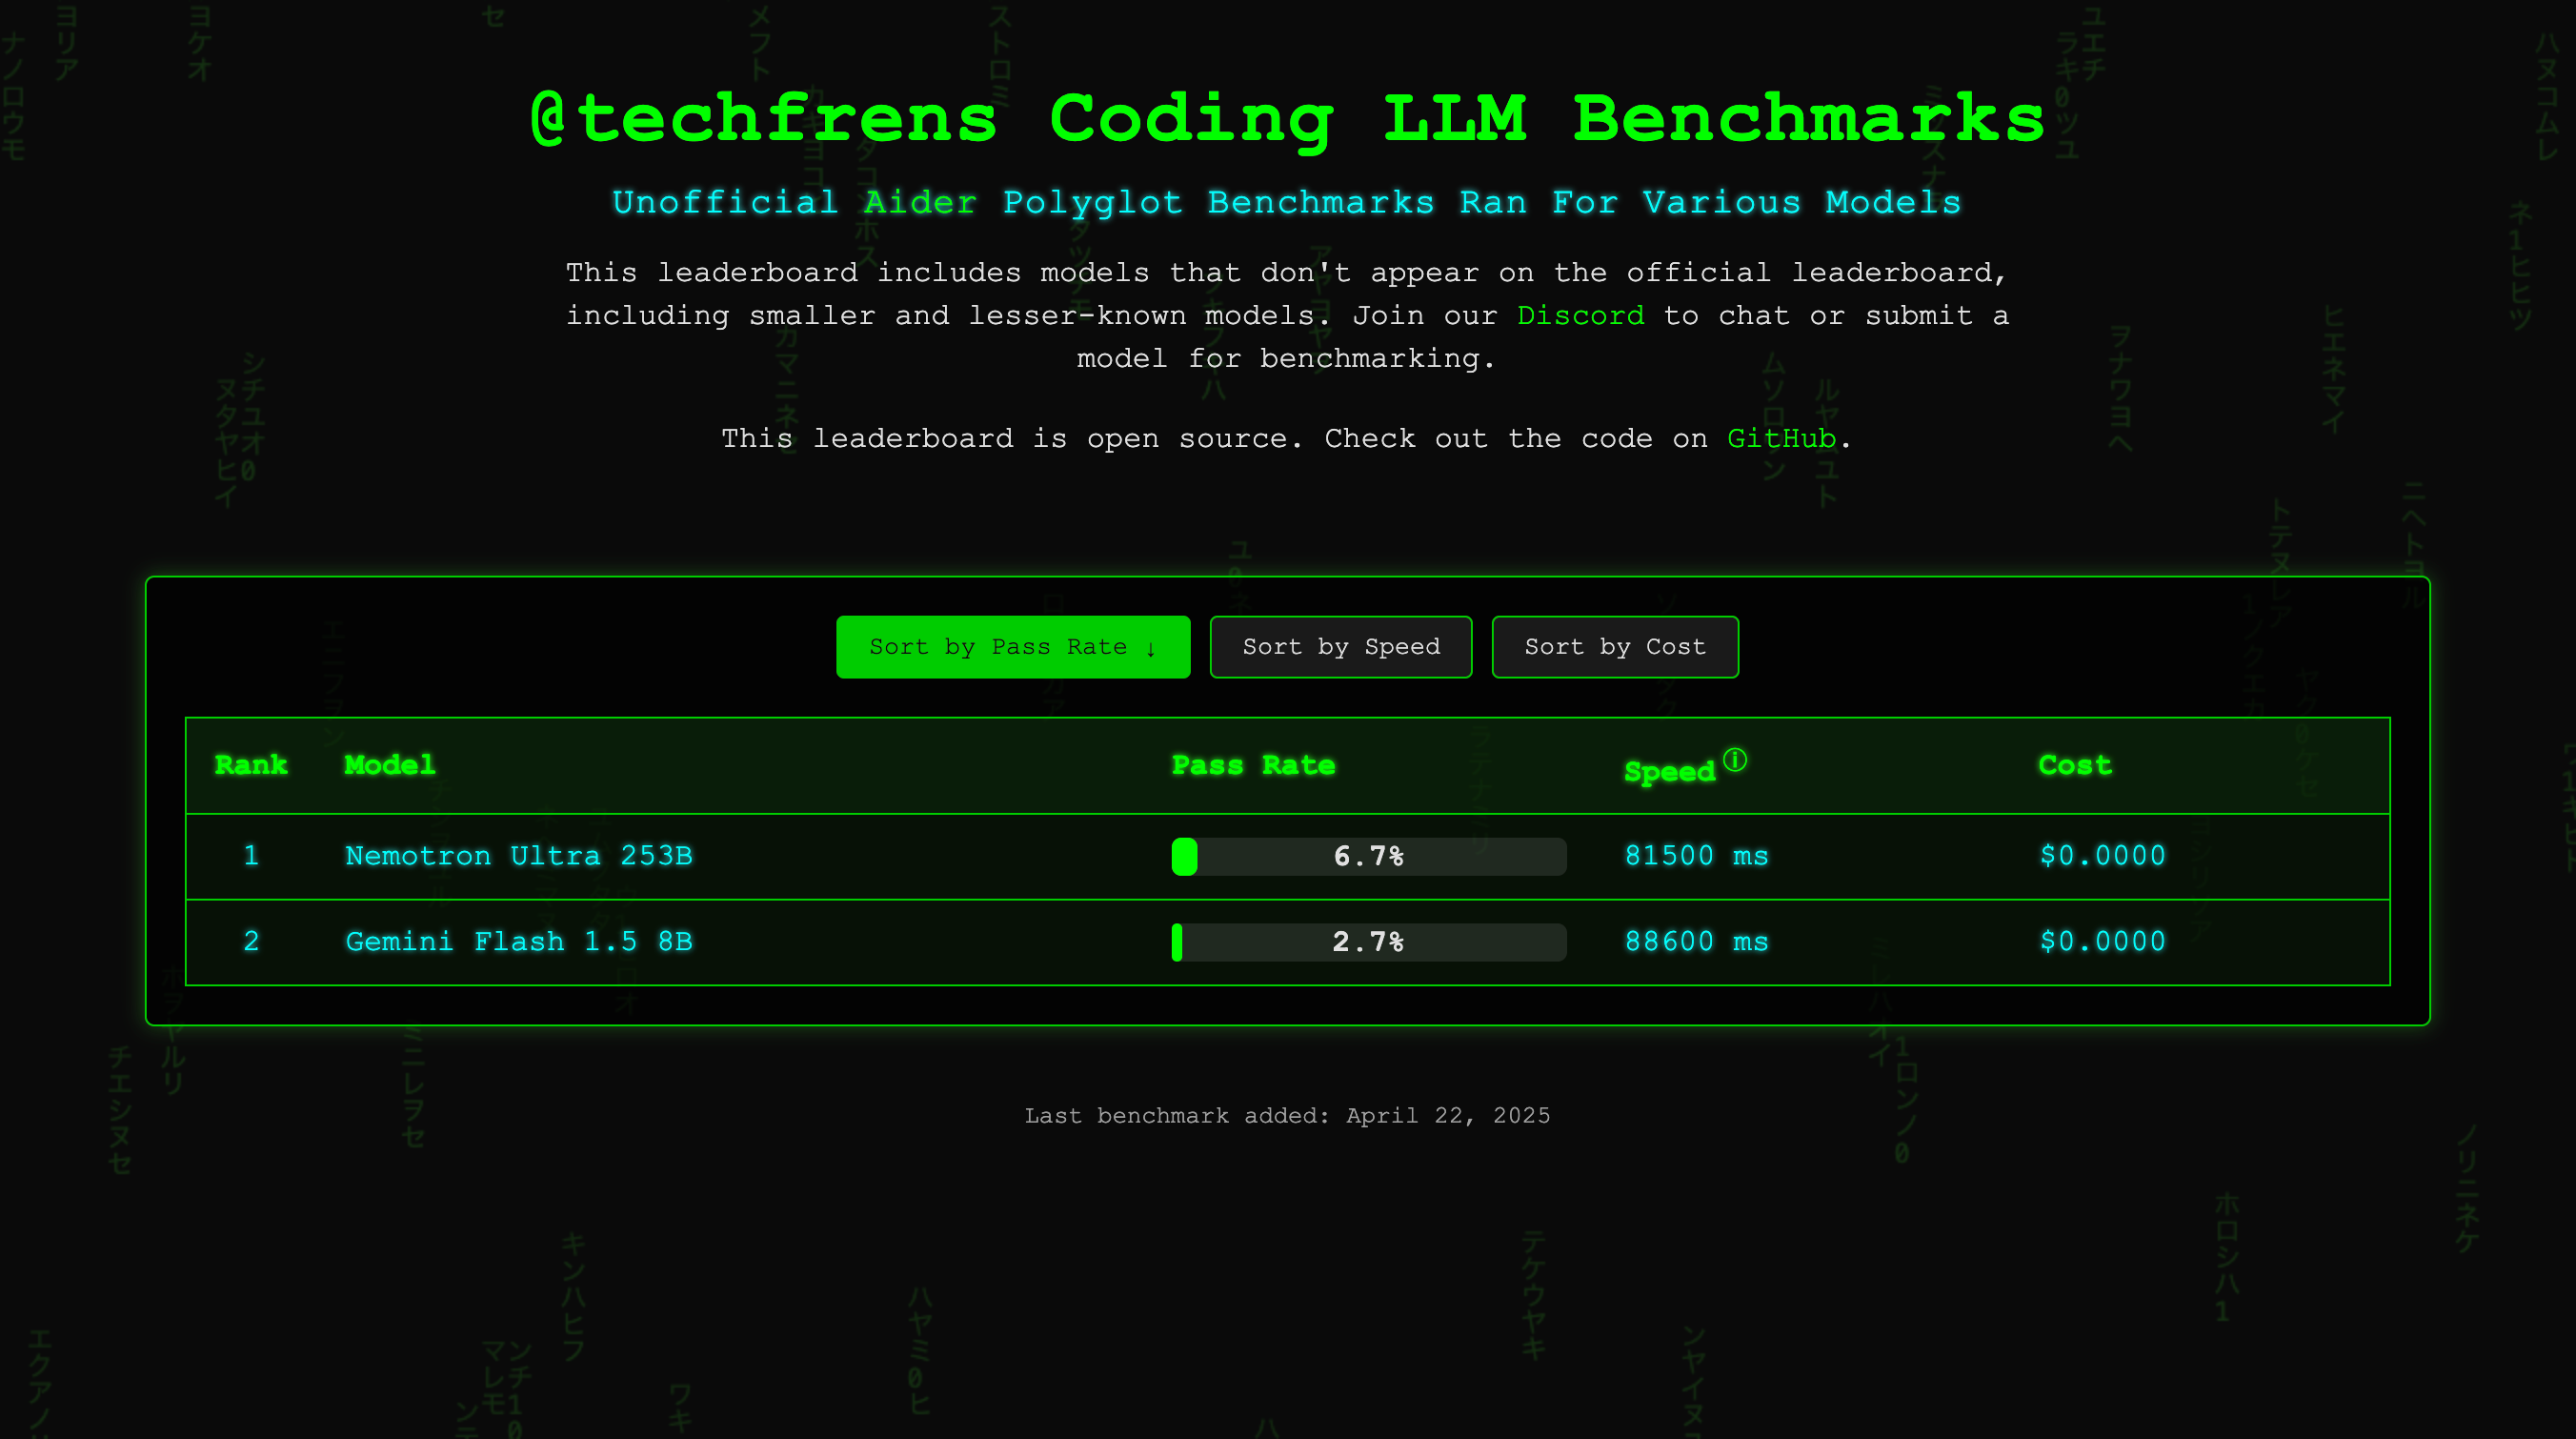 @techfrens Coding LLM Benchmarks
Unofficial Aider Polyglot Benchmarks Ran For Various Models
This leaderboard includes models that don't appear on the official leaderboard,
including smaller and lesser-known models. Join our Discord to chat or submit a
model for benchmarking.
This leaderboard is open source. Check out the code on GitHub.
Sort by Pass Rate ↓ Sort by Speed Sort by Cost
Rank Model Pass Rate Speed ⓘ Cost
1 Nemotron Ultra 253B 6.7% 81500 ms $0.0000
2 Gemini Flash 1.5 8B 2.7% 88600 ms $0.0000
Last benchmark added: April 22, 2025